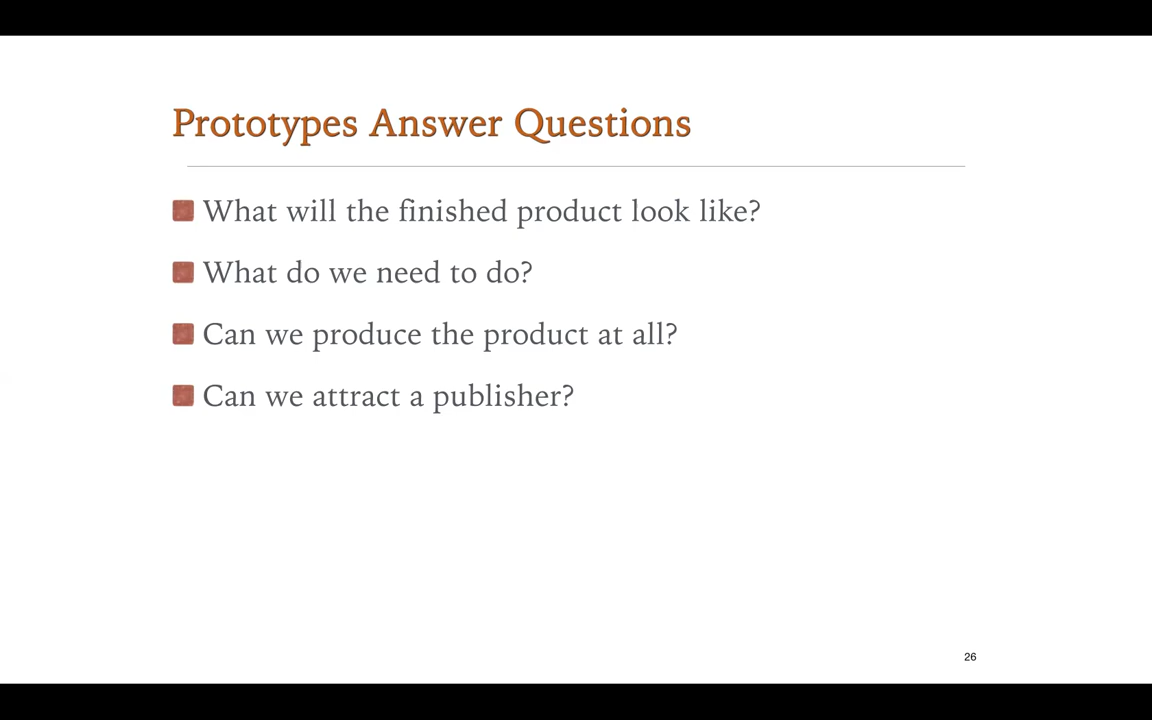 Prototypes Answer Questions
What will the finished product look like?
What do we need to do?
Can we produce the product at all?
Can we attract a publisher?
26